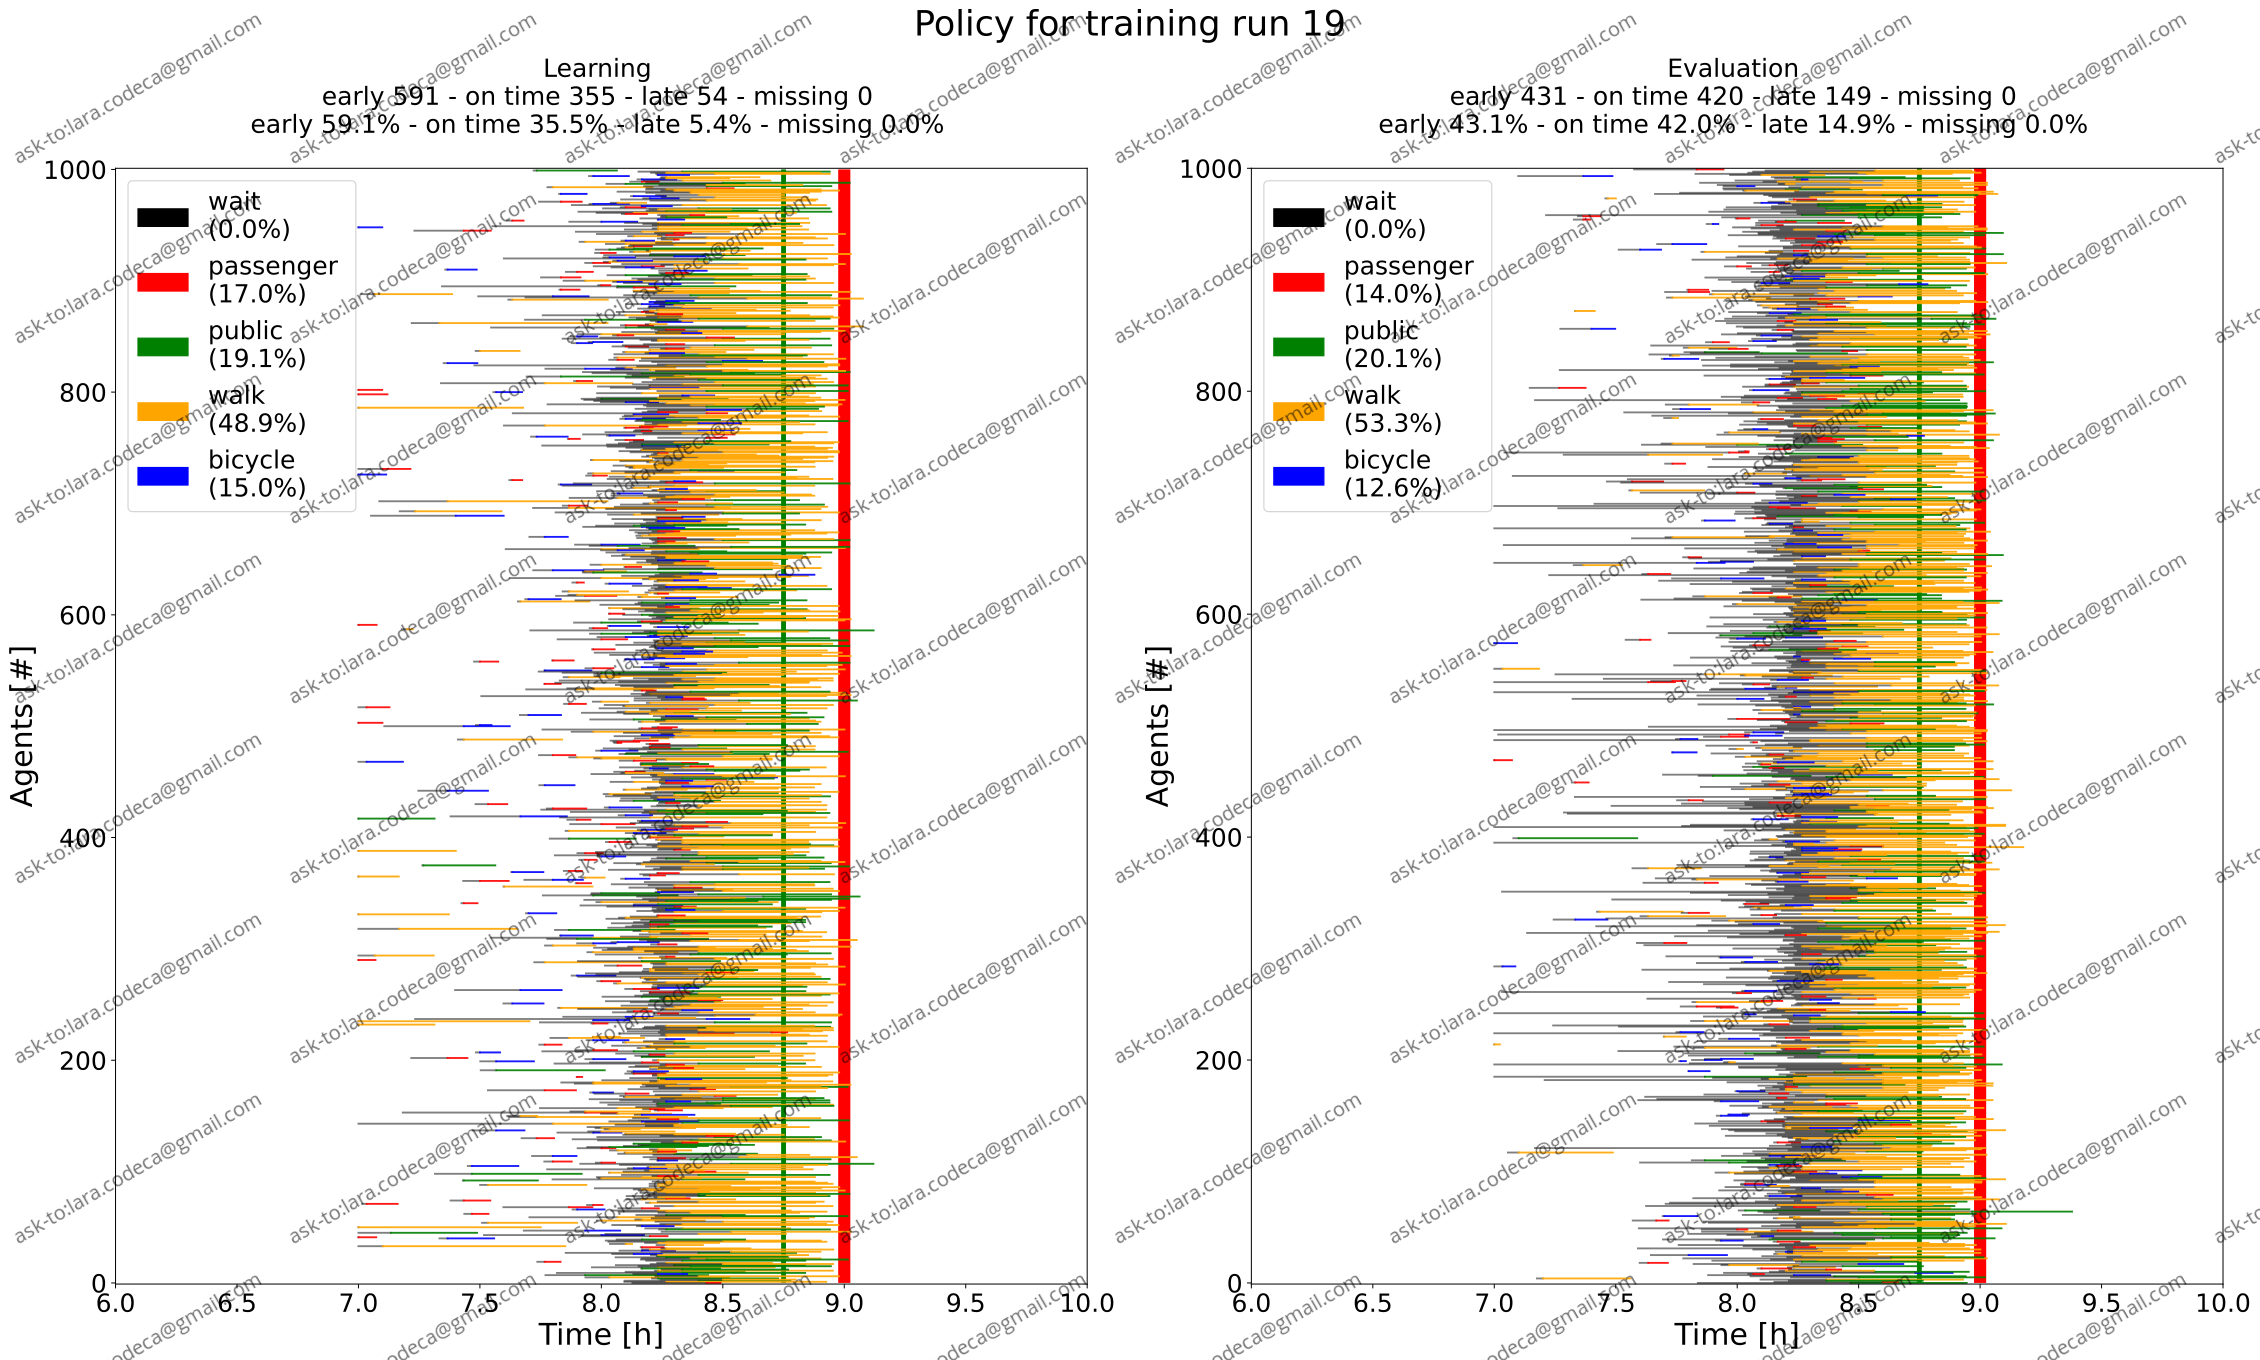 Policy for training run 19
Learning
early 591 - on time 355 - late 54 - missing 0
early 59.1% - on time 35.5% - late 5.4% - missing 0.0%
1000
800
600
400
200
0
Agents [#]
wait
(0.0%)
passenger
(17.0%)
public
(19.1%)
walk
(48.9%)
bicycle
(15.0%)
6.0 6.5 7.0 7.5 8.0 8.5 9.0 9.5 10.0
Time [h]
Evaluation
early 431 - on time 420 - late 149 - missing 0
early 43.1% - on time 42.0% - late 14.9% - missing 0.0%
1000
800
600
400
200
0
Agents [#]
wait
(0.0%)
passenger
(14.0%)
public
(20.1%)
walk
(53.3%)
bicycle
(12.6%)
6.0 6.5 7.0 7.5 8.0 8.5 9.0 9.5 10.0
Time [h]
ask-to:lara.codeca@gmail.com